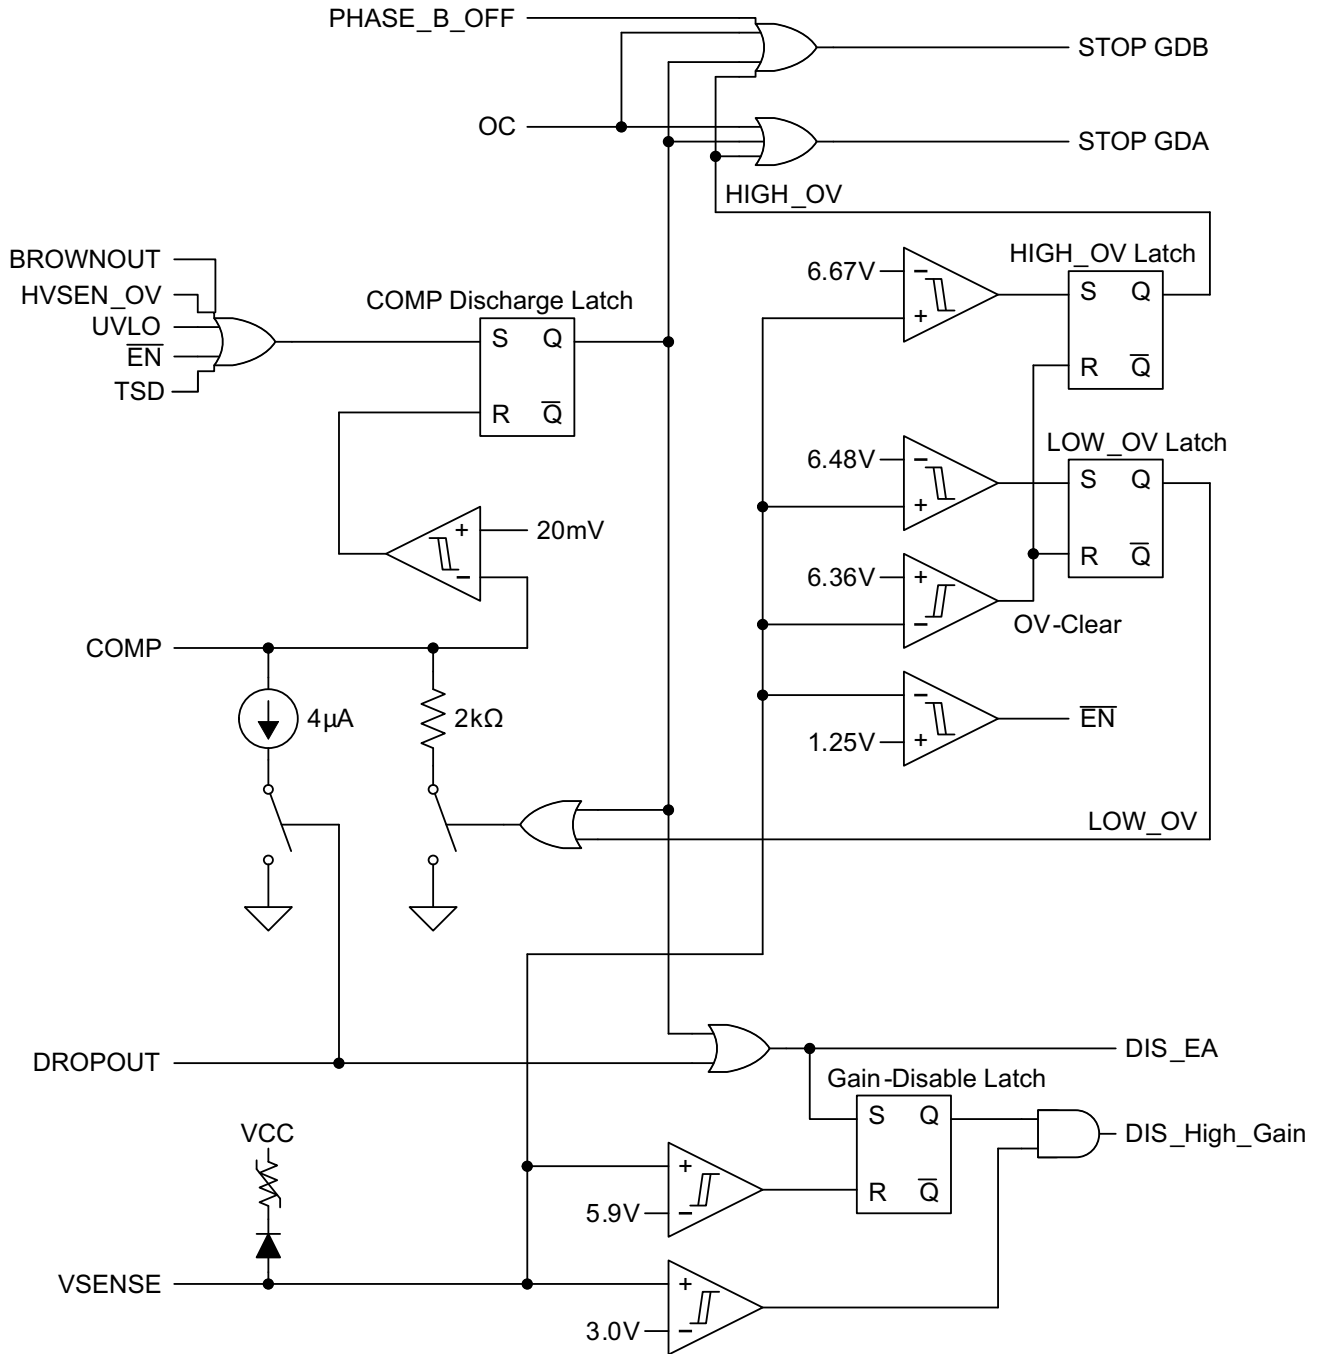 PHASE_B_OFF
STOP GDB
OC
STOP GDA
HIGH_OV
BROWNOUT
HVSEN_OV
UVLO
E̅N̅
TSD
COMP Discharge Latch
S Q
R Q̅
6.67V
−
+
HIGH_OV Latch
S Q
R Q̅
6.48V
−
+
LOW_OV Latch
S Q
R Q̅
+
−
20mV
6.36V
+
−
OV-Clear
COMP
4µA
2kΩ
−
1.25V
+
E̅N̅
LOW_OV
DROPOUT
DIS_EA
Gain-Disable Latch
S Q
R Q̅
DIS_High_Gain
VCC
+
5.9V
−
VSENSE
+
3.0V
−